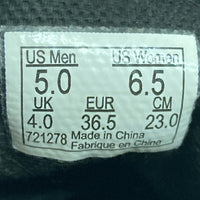 US Men US Women
5.0 6.5
UK EUR CM
4.0 36.5 23.0
721278 Made in China
Fabrique en Chine